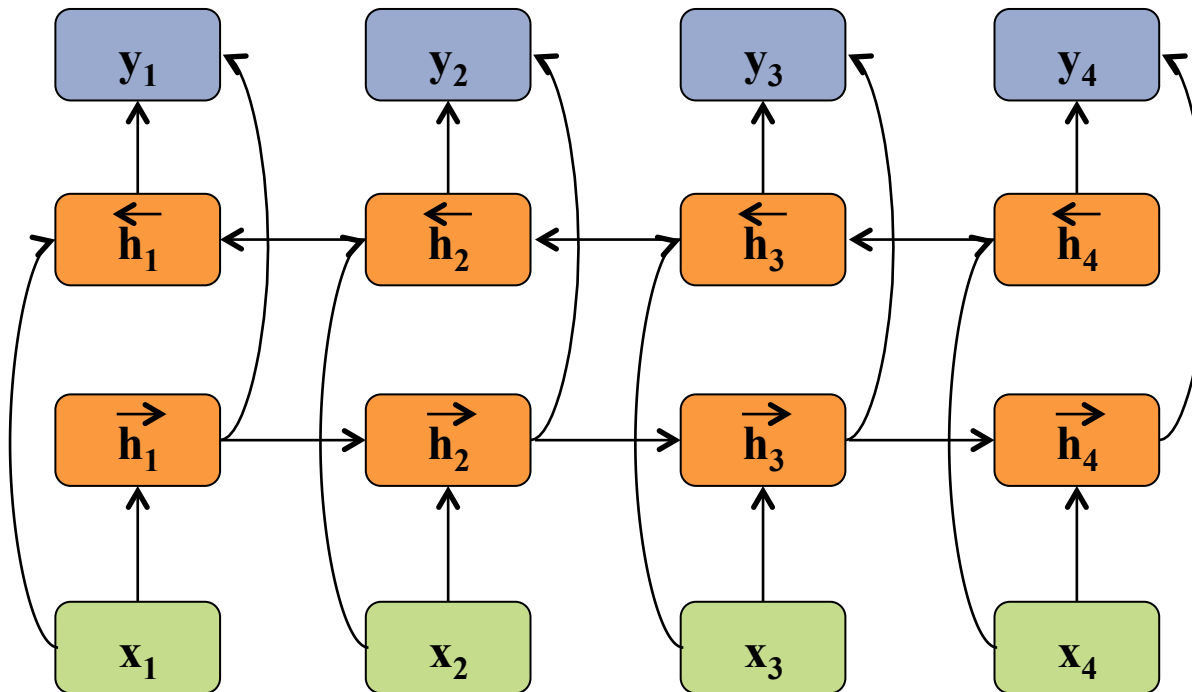 y₁ y₂ y₃ y₄
←h₁ ←h₂ ←h₃ ←h₄
→h₁ →h₂ →h₃ →h₄
x₁ x₂ x₃ x₄